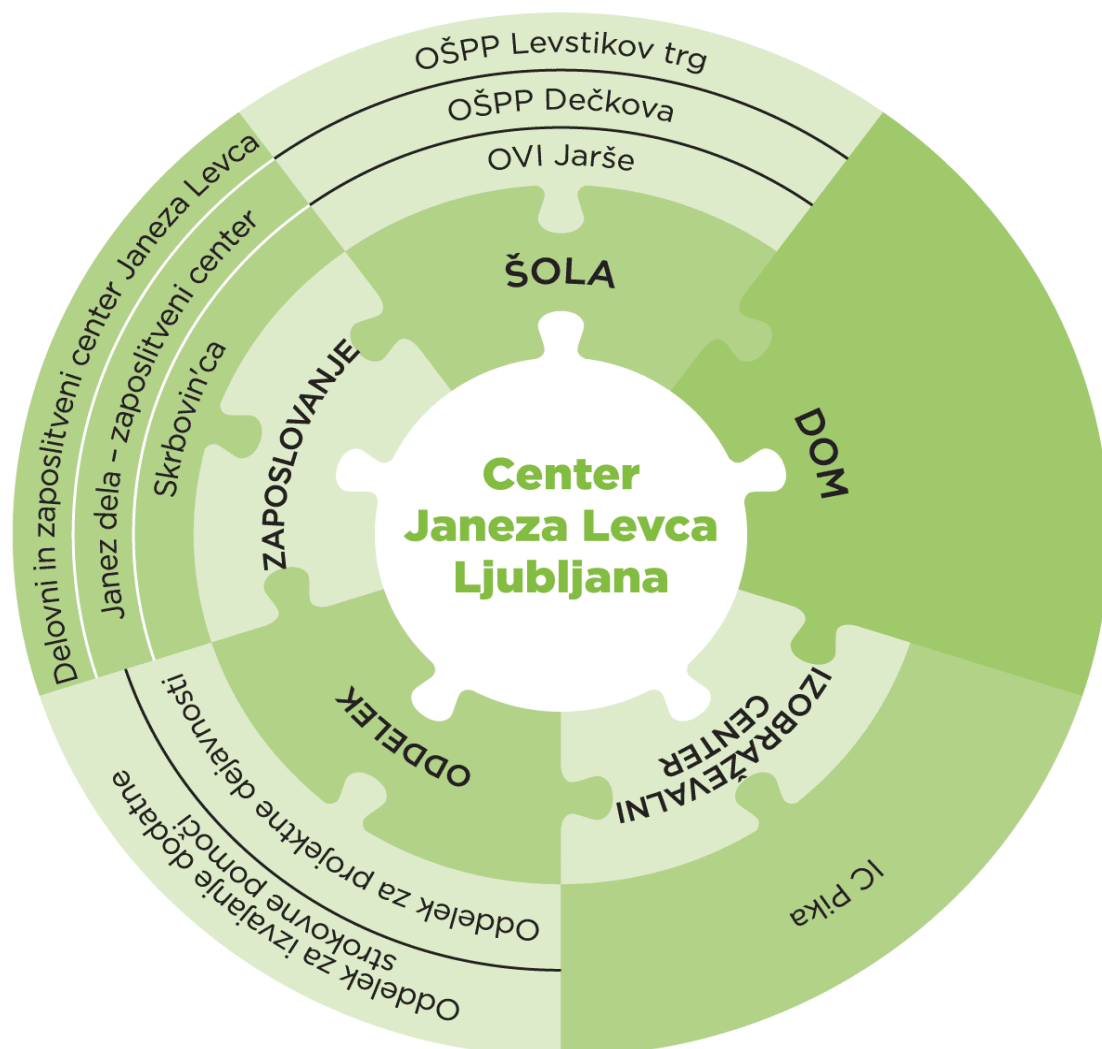 OŠPP Levstikov trg
OŠPP Dečkova
OVI Jarše
ŠOLA
DOM
IZOBRAŽEVALNI
CENTER
IC Pika
ODDELEK
Oddelek za projektne dejavnosti
Oddelek za izvajanje dodatne
strokovne pomoči
ZAPOSLOVANJE
Skrbovin'ca
Janez dela – zaposlitveni center
Delovni in zaposlitveni center Janeza Levca
Center
Janeza Levca
Ljubljana